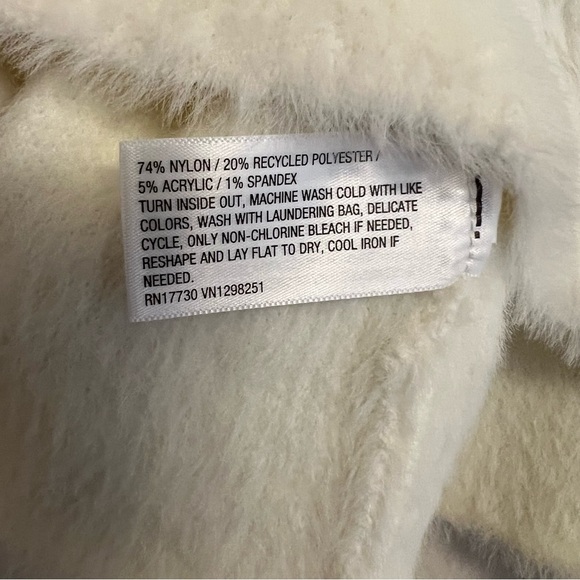 74% NYLON / 20% RECYCLED POLYESTER /
5% ACRYLIC / 1% SPANDEX
TURN INSIDE OUT, MACHINE WASH COLD WITH LIKE
COLORS, WASH WITH LAUNDERING BAG, DELICATE
CYCLE, ONLY NON-CHLORINE BLEACH IF NEEDED,
RESHAPE AND LAY FLAT TO DRY, COOL IRON IF
NEEDED.
RN17730 VN1298251